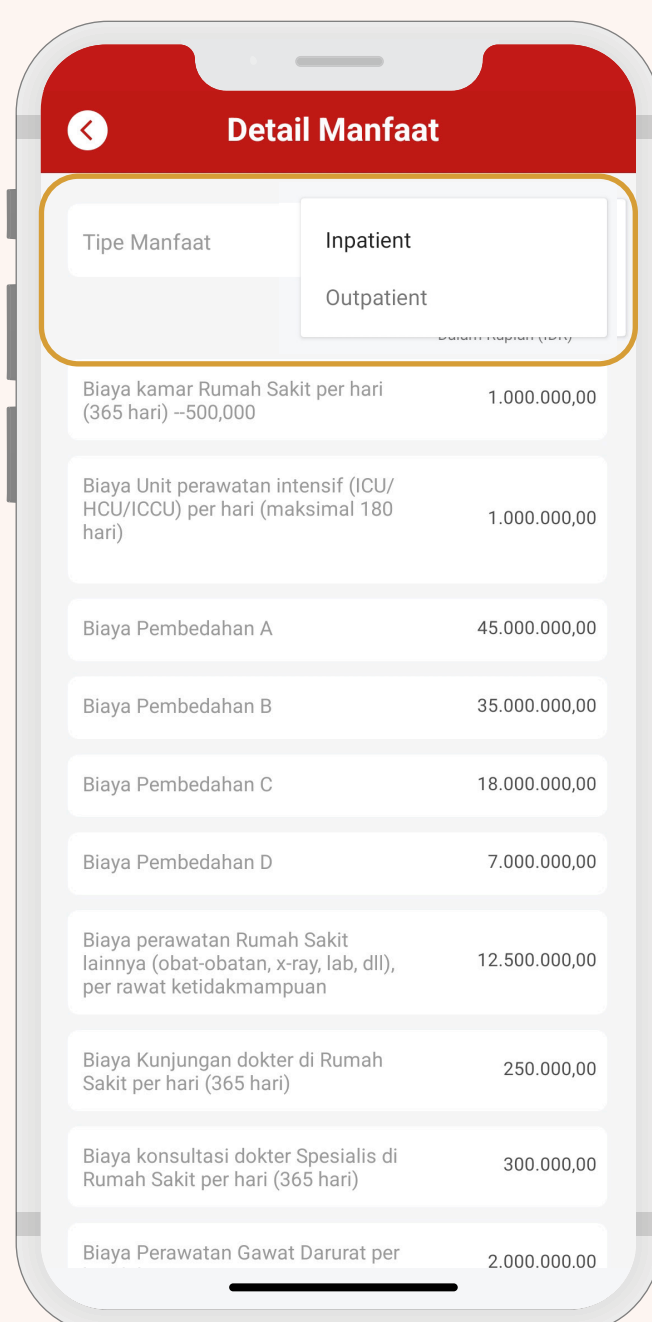 Detail Manfaat
Tipe Manfaat
Inpatient
Outpatient
Dalam Rupiah (IDR)
Biaya kamar Rumah Sakit per hari
(365 hari) --500,000
1.000.000,00
Biaya Unit perawatan intensif (ICU/
HCU/ICCU) per hari (maksimal 180
hari)
1.000.000,00
Biaya Pembedahan A
45.000.000,00
Biaya Pembedahan B
35.000.000,00
Biaya Pembedahan C
18.000.000,00
Biaya Pembedahan D
7.000.000,00
Biaya perawatan Rumah Sakit
lainnya (obat-obatan, x-ray, lab, dll),
per rawat ketidakmampuan
12.500.000,00
Biaya Kunjungan dokter di Rumah
Sakit per hari (365 hari)
250.000,00
Biaya konsultasi dokter Spesialis di
Rumah Sakit per hari (365 hari)
300.000,00
Biaya Perawatan Gawat Darurat per
2.000.000,00